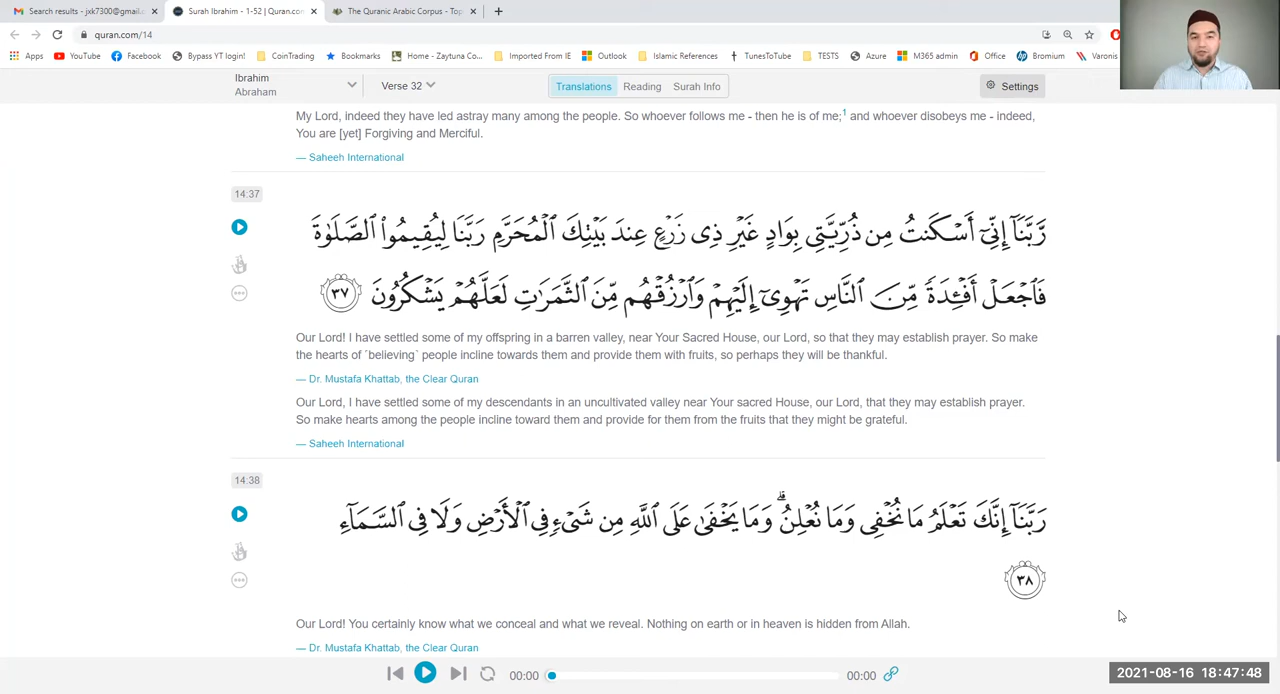 Search results - jxk7300@gmail.c
Surah Ibrahim - 1-52 | Quran.com
The Quranic Arabic Corpus - Top
quran.com/14
Apps
YouTube
Facebook
Bypass YT login!
CoinTrading
Bookmarks
Home - Zaytuna Co...
Imported From IE
Outlook
Islamic References
TunesToTube
TESTS
Azure
M365 admin
Office
Bromium
Varonis
Ibrahim
Abraham
Verse 32
Translations
Reading
Surah Info
Settings
My Lord, indeed they have led astray many among the people. So whoever follows me - then he is of me;1 and whoever disobeys me - indeed,
You are [yet] Forgiving and Merciful.
— Saheeh International
14:37
رَّبَّنَآ إِنِّىٓ أَسْكَنتُ مِن ذُرِّيَّتِى بِوَادٍ غَيْرِ ذِى زَرْعٍ عِندَ بَيْتِكَ ٱلْمُحَرَّمِ رَبَّنَا لِيُقِيمُوا۟ ٱلصَّلَوٰةَ
فَٱجْعَلْ أَفْـِٔدَةً مِّنَ ٱلنَّاسِ تَهْوِىٓ إِلَيْهِمْ وَٱرْزُقْهُم مِّنَ ٱلثَّمَرَٰتِ لَعَلَّهُمْ يَشْكُرُونَ ٣٧
Our Lord! I have settled some of my offspring in a barren valley, near Your Sacred House, our Lord, so that they may establish prayer. So make
the hearts of ˹believing˺ people incline towards them and provide them with fruits, so perhaps they will be thankful.
— Dr. Mustafa Khattab, the Clear Quran
Our Lord, I have settled some of my descendants in an uncultivated valley near Your sacred House, our Lord, that they may establish prayer.
So make hearts among the people incline toward them and provide for them from the fruits that they might be grateful.
— Saheeh International
14:38
رَبَّنَآ إِنَّكَ تَعْلَمُ مَا نُخْفِى وَمَا نُعْلِنُ ۗ وَمَا يَخْفَىٰ عَلَى ٱللَّهِ مِن شَىْءٍ فِى ٱلْأَرْضِ وَلَا فِى ٱلسَّمَآءِ
٣٨
Our Lord! You certainly know what we conceal and what we reveal. Nothing on earth or in heaven is hidden from Allah.
— Dr. Mustafa Khattab, the Clear Quran
00:00
00:00
2021-08-16 18:47:48